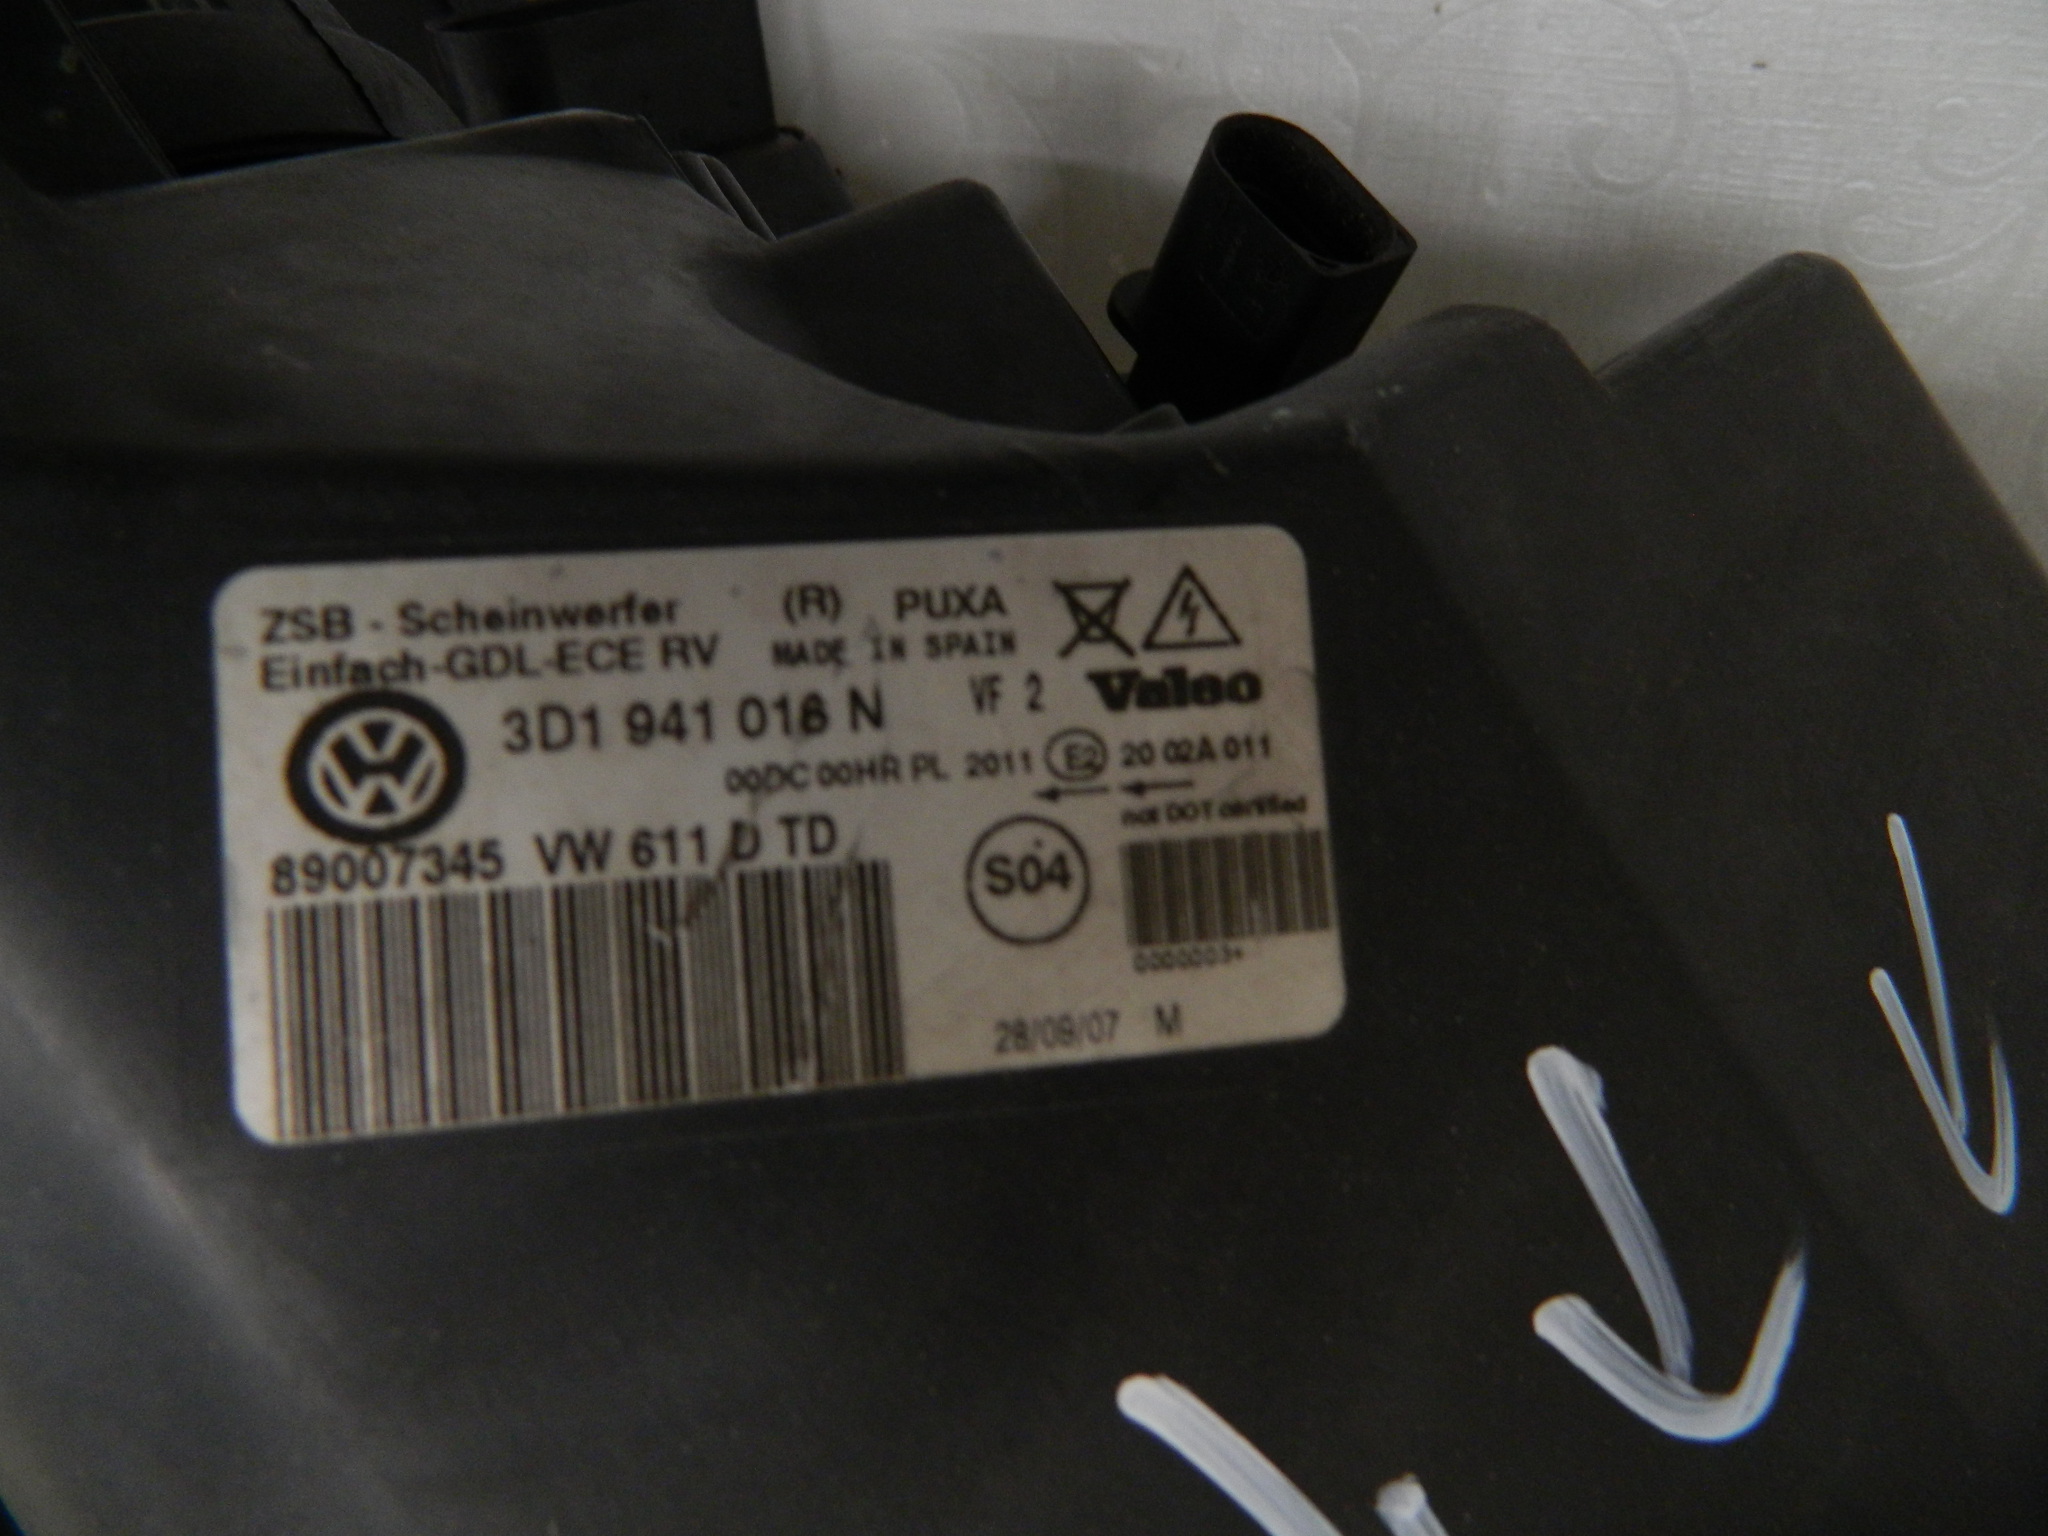 ZSB - Scheinwerfer (R) PUXA
Einfach-GDL-ECE RV MADE IN SPAIN
3D1 941 016 N VF 2 Valeo
00DC 00HR PL 2011 E2 20 02A 011
not DOT certified
89007345 VW 611 D TD
S04
0000003*
28/09/07 M